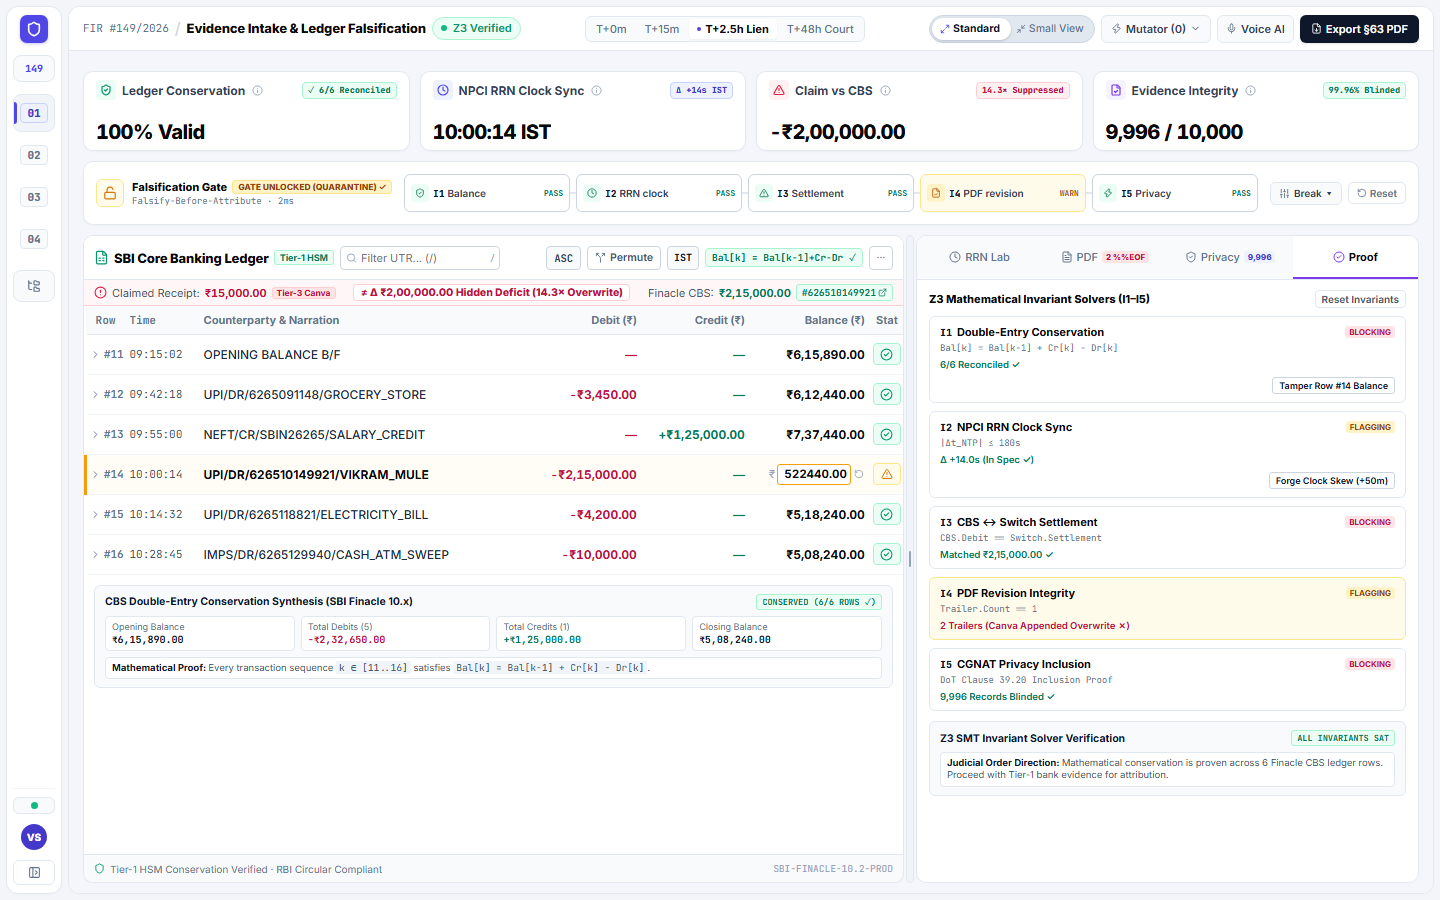 FIR #149/2026 / Evidence Intake & Ledger Falsification Z3 Verified
T+0m T+15m T+2.5h Lien T+48h Court
Standard Small View Mutator (0) Voice AI Export §63 PDF
149
01
02
03
04
VS
Ledger Conservation ✓ 6/6 Reconciled
100% Valid
NPCI RRN Clock Sync Δ +14s IST
10:00:14 IST
Claim vs CBS 14.3× Suppressed
-₹2,00,000.00
Evidence Integrity 99.96% Blinded
9,996 / 10,000
Falsification Gate GATE UNLOCKED (QUARANTINE) ✓
Falsify-Before-Attribute · 2ms
I1 Balance PASS
I2 RRN clock PASS
I3 Settlement PASS
I4 PDF revision WARN
I5 Privacy PASS
Break ▾ Reset
SBI Core Banking Ledger Tier-1 HSM Filter UTR... (/) / ASC Permute IST Bal[k] = Bal[k-1]+Cr-Dr ✓ ...
Claimed Receipt: ₹15,000.00 Tier-3 Canva ≠ Δ ₹2,00,000.00 Hidden Deficit (14.3× Overwrite) Finacle CBS: ₹2,15,000.00 #626510149921
Row Time Counterparty & Narration Debit (₹) Credit (₹) Balance (₹) Stat
#11 09:15:02 OPENING BALANCE B/F — — ₹6,15,890.00
#12 09:42:18 UPI/DR/6265091148/GROCERY_STORE -₹3,450.00 — ₹6,12,440.00
#13 09:55:00 NEFT/CR/SBIN26265/SALARY_CREDIT — +₹1,25,000.00 ₹7,37,440.00
#14 10:00:14 UPI/DR/626510149921/VIKRAM_MULE -₹2,15,000.00 — ₹ 522440.00
#15 10:14:32 UPI/DR/6265118821/ELECTRICITY_BILL -₹4,200.00 — ₹5,18,240.00
#16 10:28:45 IMPS/DR/6265129940/CASH_ATM_SWEEP -₹10,000.00 — ₹5,08,240.00
CBS Double-Entry Conservation Synthesis (SBI Finacle 10.x) CONSERVED (6/6 ROWS ✓)
Opening Balance
₹6,15,890.00
Total Debits (5)
-₹2,32,650.00
Total Credits (1)
+₹1,25,000.00
Closing Balance
₹5,08,240.00
Mathematical Proof: Every transaction sequence k ∈ [11..16] satisfies Bal[k] = Bal[k-1] + Cr[k] - Dr[k].
Tier-1 HSM Conservation Verified · RBI Circular Compliant SBI-FINACLE-10.2-PROD
RRN Lab PDF 2 %%EOF Privacy 9,996 Proof
Z3 Mathematical Invariant Solvers (I1–I5) Reset Invariants
I1 Double-Entry Conservation BLOCKING
Bal[k] = Bal[k-1] + Cr[k] - Dr[k]
6/6 Reconciled ✓
Tamper Row #14 Balance
I2 NPCI RRN Clock Sync FLAGGING
|Δt_NTP| ≤ 180s
Δ +14.0s (In Spec ✓)
Forge Clock Skew (+50m)
I3 CBS ↔ Switch Settlement BLOCKING
CBS.Debit == Switch.Settlement
Matched ₹2,15,000.00 ✓
I4 PDF Revision Integrity FLAGGING
Trailer.Count == 1
2 Trailers (Canva Appended Overwrite ✗)
I5 CGNAT Privacy Inclusion BLOCKING
DoT Clause 39.20 Inclusion Proof
9,996 Records Blinded ✓
Z3 SMT Invariant Solver Verification ALL INVARIANTS SAT
Judicial Order Direction: Mathematical conservation is proven across 6 Finacle CBS ledger rows.
Proceed with Tier-1 bank evidence for attribution.